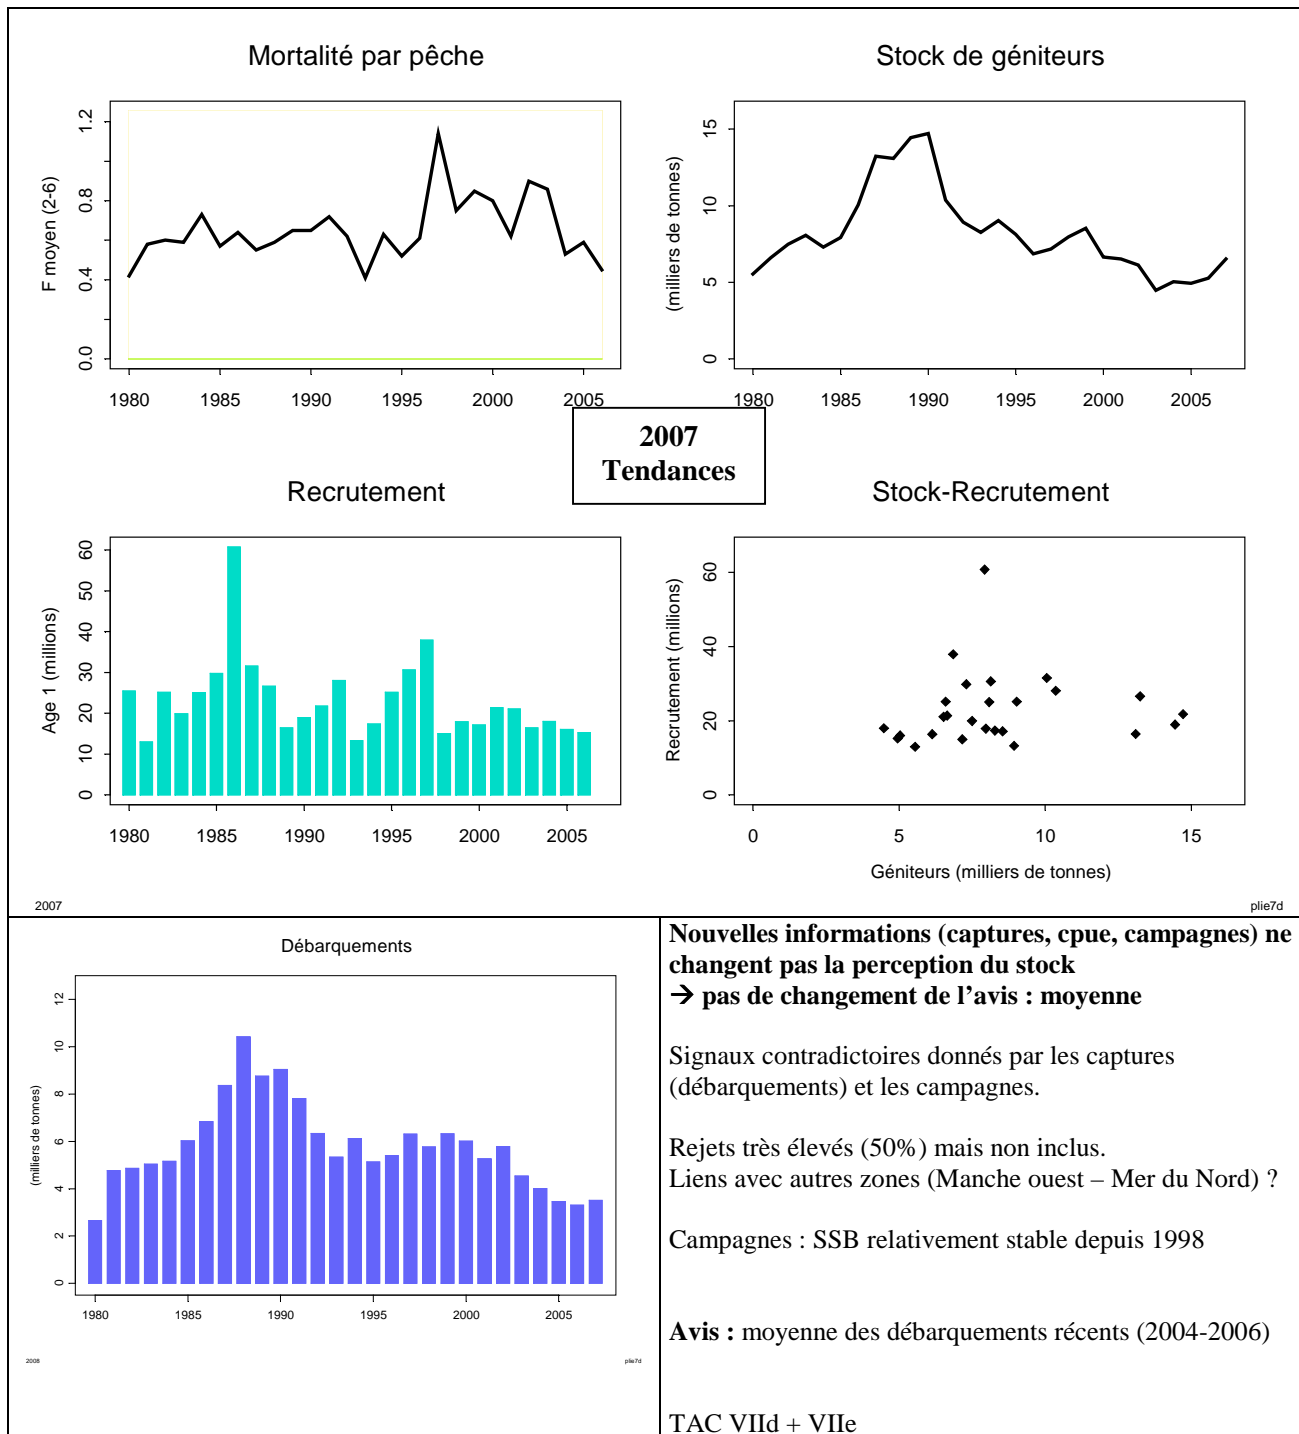 Mortalité par pêche
F moyen (2-6)
0.0 0.4 0.8 1.2
1980 1985 1990 1995 2000 2005
Stock de géniteurs
(milliers de tonnes)
0 5 10 15
1980 1985 1990 1995 2000 2005
2007
Tendances
Recrutement
Age 1 (millions)
0 10 20 30 40 50 60
1980 1985 1990 1995 2000 2005
Stock-Recrutement
Recrutement (millions)
0 20 40 60
0 5 10 15
Géniteurs (milliers de tonnes)
2007
plie7d
Débarquements
(milliers de tonnes)
0 2 4 6 8 10 12
1980 1985 1990 1995 2000 2005
2008
plie7d
Nouvelles informations (captures, cpue, campagnes) ne
changent pas la perception du stock
→ pas de changement de l'avis : moyenne
Signaux contradictoires donnés par les captures
(débarquements) et les campagnes.
Rejets très élevés (50%) mais non inclus.
Liens avec autres zones (Manche ouest – Mer du Nord) ?
Campagnes : SSB relativement stable depuis 1998
Avis : moyenne des débarquements récents (2004-2006)
TAC VIId + VIIe